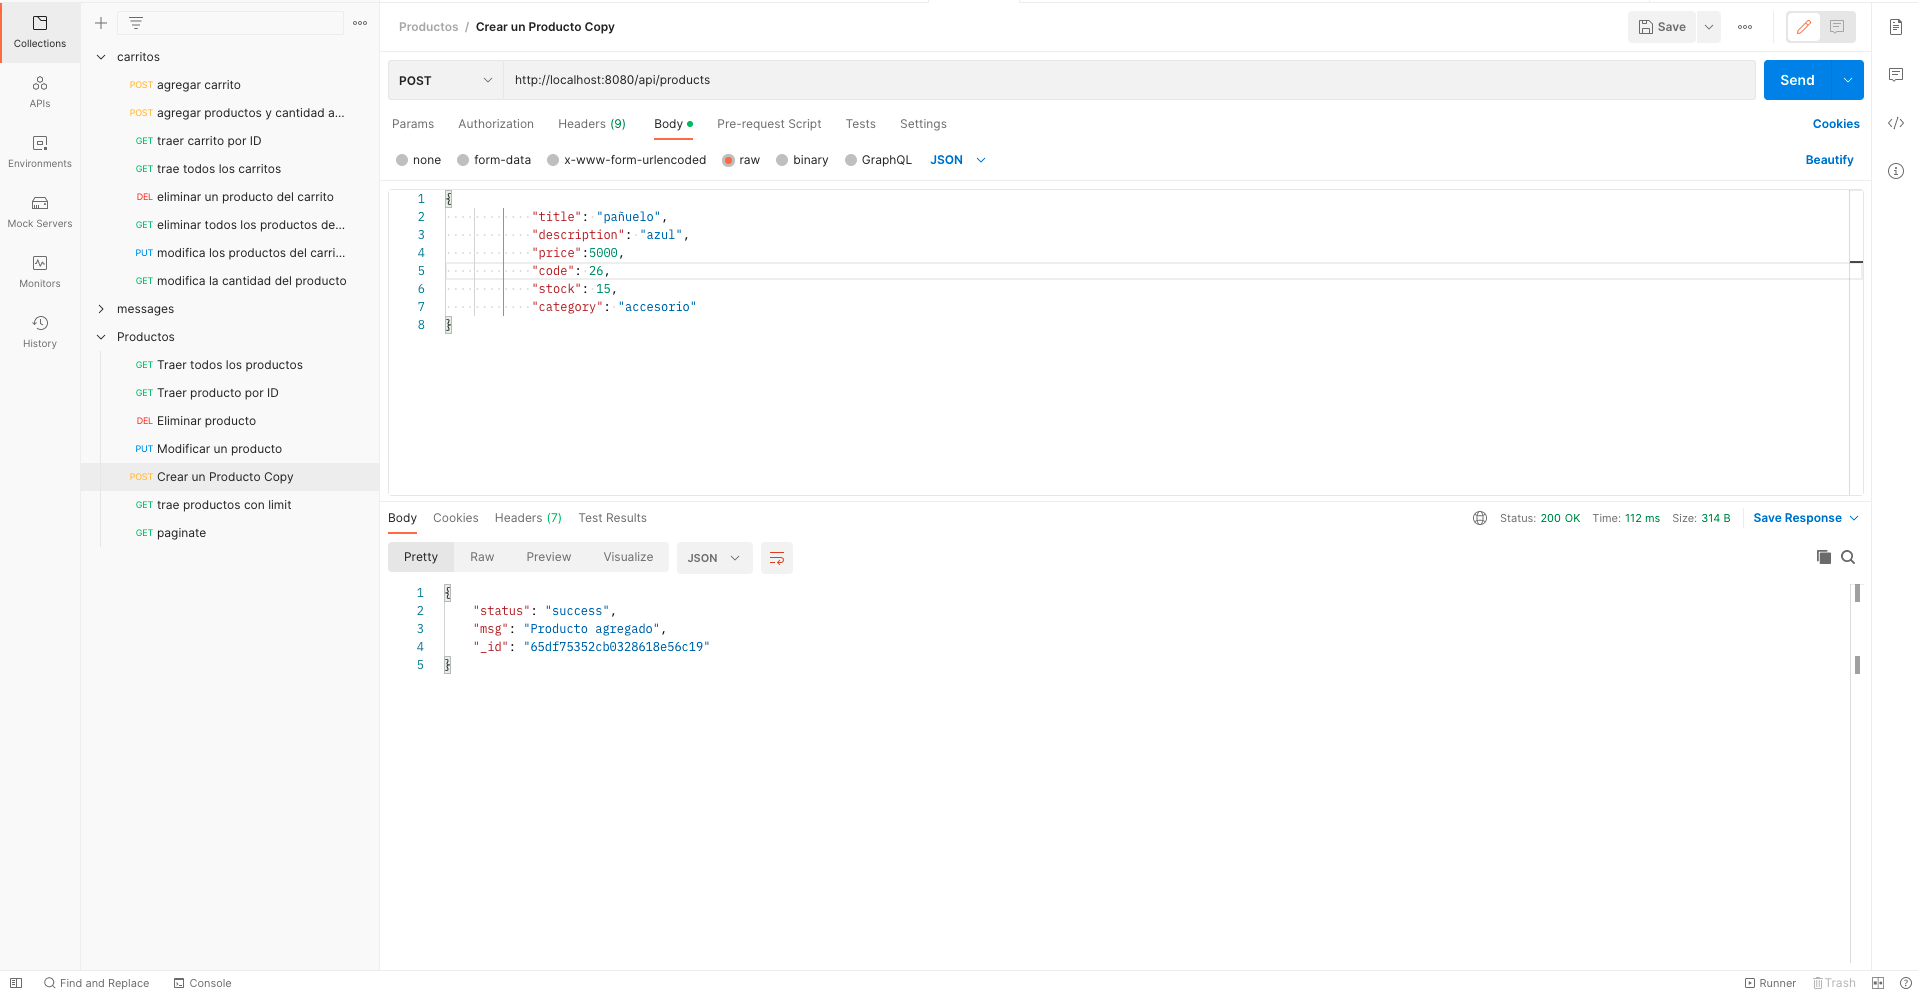 Collections
APIs
Environments
Mock Servers
Monitors
History
carritos
POST agregar carrito
POST agregar productos y cantidad a...
GET traer carrito por ID
GET trae todos los carritos
DEL eliminar un producto del carrito
GET eliminar todos los productos de...
PUT modifica los productos del carri...
GET modifica la cantidad del producto
messages
Productos
GET Traer todos los productos
GET Traer producto por ID
DEL Eliminar producto
PUT Modificar un producto
POST Crear un Producto Copy
GET trae productos con limit
GET paginate
Productos / Crear un Producto Copy
Save
POST http://localhost:8080/api/products Send
Params Authorization Headers (9) Body Pre-request Script Tests Settings Cookies
none form-data x-www-form-urlencoded raw binary GraphQL JSON Beautify
1 {
2 "title": "pañuelo",
3 "description": "azul",
4 "price":5000,
5 "code": 26,
6 "stock": 15,
7 "category": "accesorio"
8 }
Body Cookies Headers (7) Test Results Status: 200 OK Time: 112 ms Size: 314 B Save Response
Pretty Raw Preview Visualize JSON
1 {
2 "status": "success",
3 "msg": "Producto agregado",
4 "_id": "65df75352cb0328618e56c19"
5 }
Find and Replace Console Runner Trash